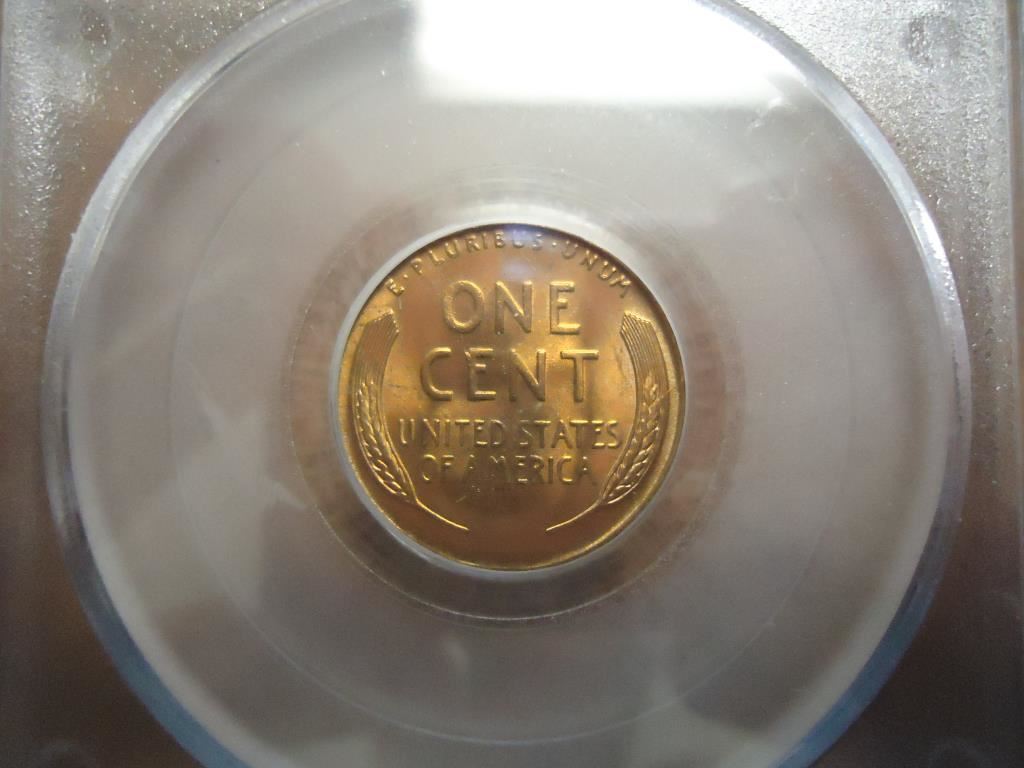 E·PLURIBUS·UNUM
ONE
CENT
UNITED STATES
OF AMERICA